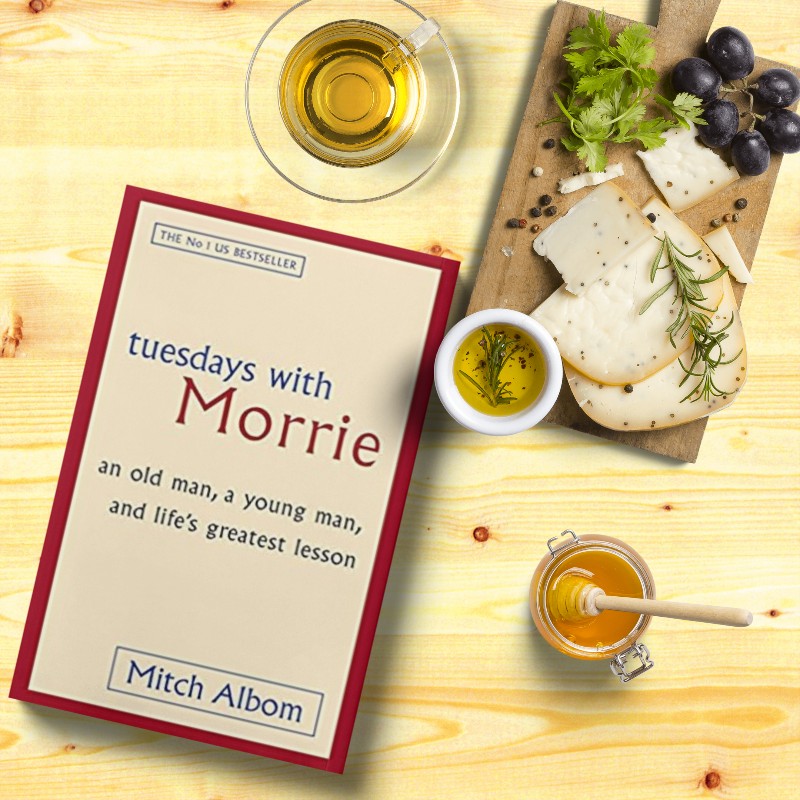 THE No 1 US BESTSELLER
tuesdays with
Morrie
an old man, a young man,
and life's greatest lesson
Mitch Albom